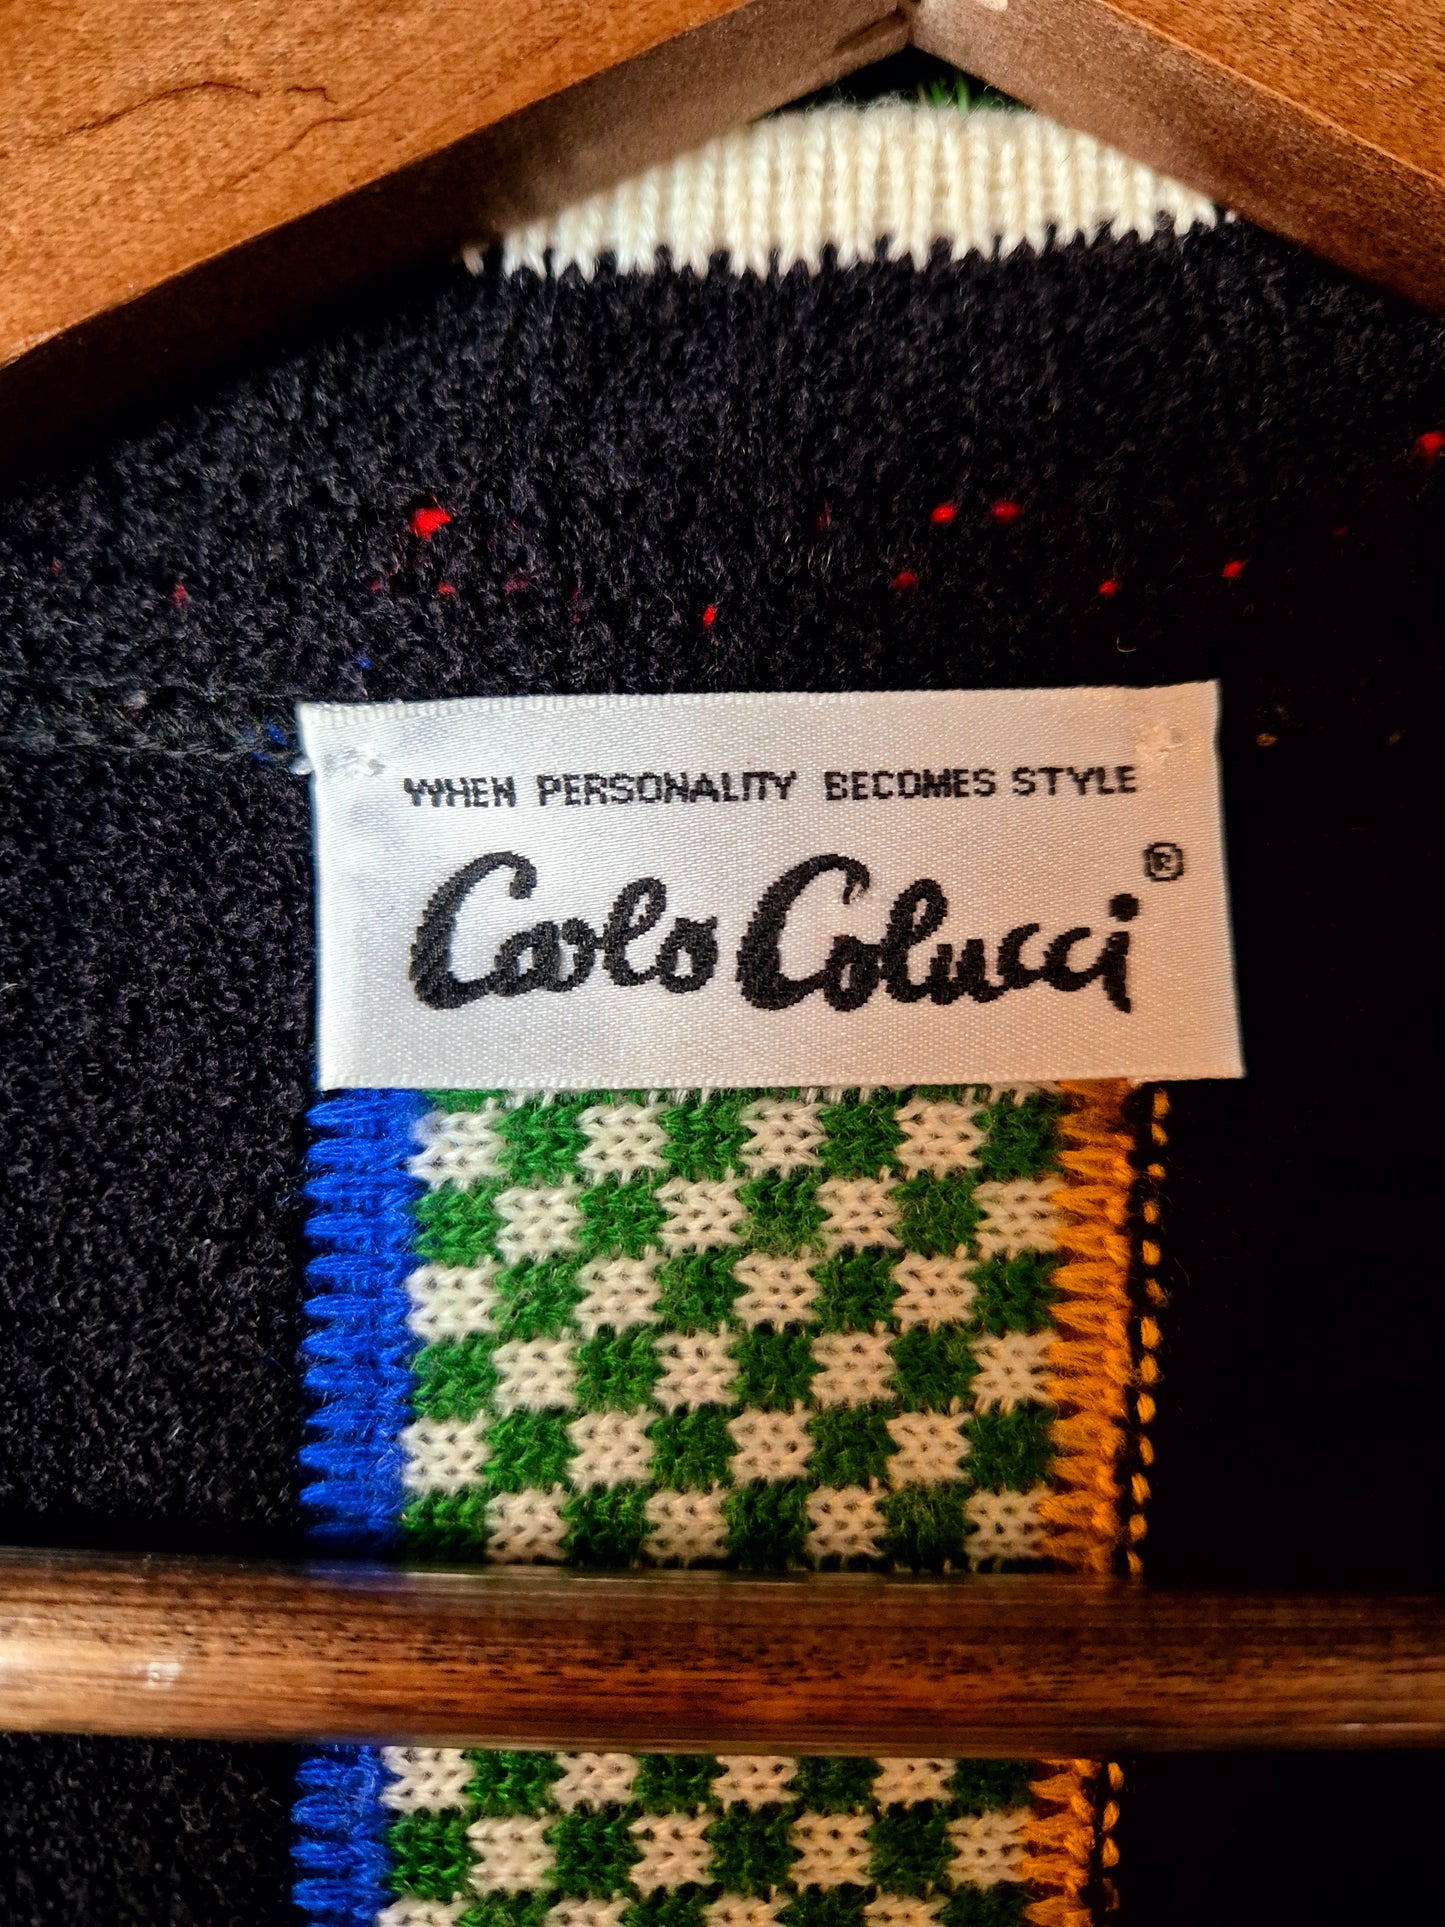 WHEN PERSONALITY BECOMES STYLE
Carlo Colucci®